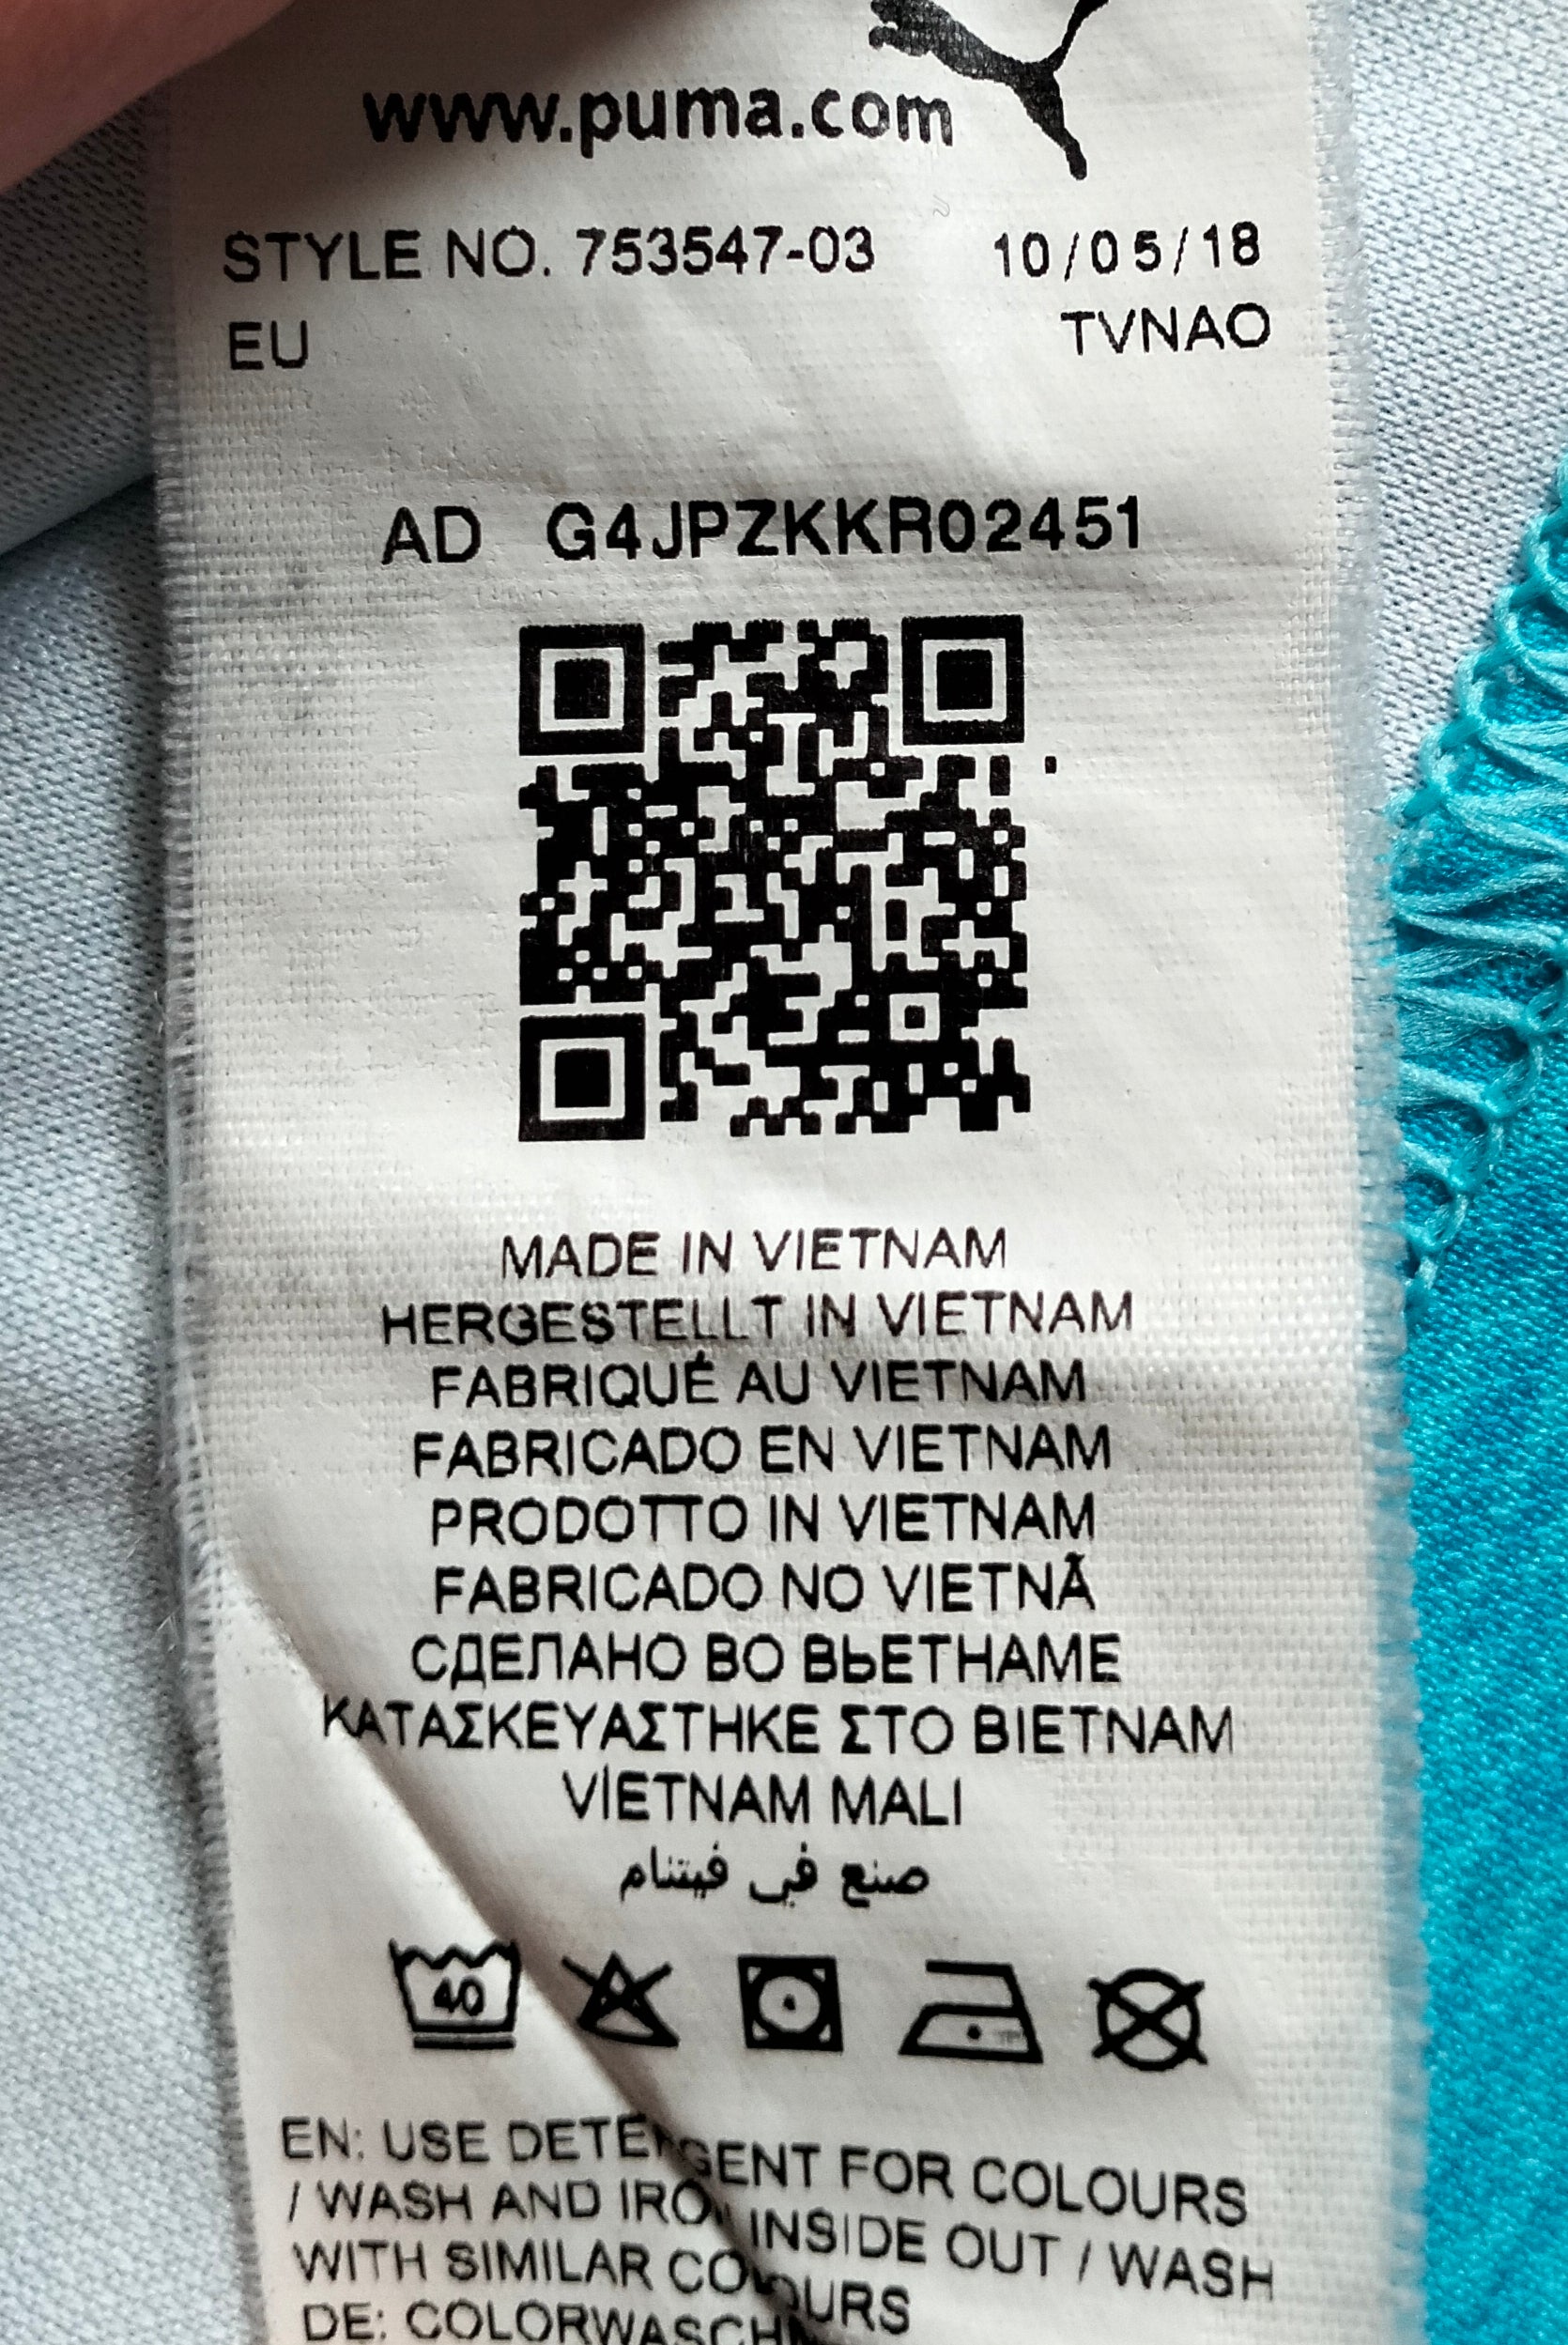 www.puma.com
STYLE NO. 753547-03 10/05/18
EU TVNAO
AD G4JPZKKR02451
MADE IN VIETNAM
HERGESTELLT IN VIETNAM
FABRIQUÉ AU VIETNAM
FABRICADO EN VIETNAM
PRODOTTO IN VIETNAM
FABRICADO NO VIETNÃ
СДЕЛАНО ВО ВЬЕТНАМЕ
ΚΑΤΑΣΚΕΥΑΣΤΗΚΕ ΣΤΟ ΒΙΕΤΝΑΜ
VİETNAM MALI
صنع في فيتنام
40
EN: USE DETERGENT FOR COLOURS
/ WASH AND IRON INSIDE OUT / WASH
WITH SIMILAR COLOURS
DE: